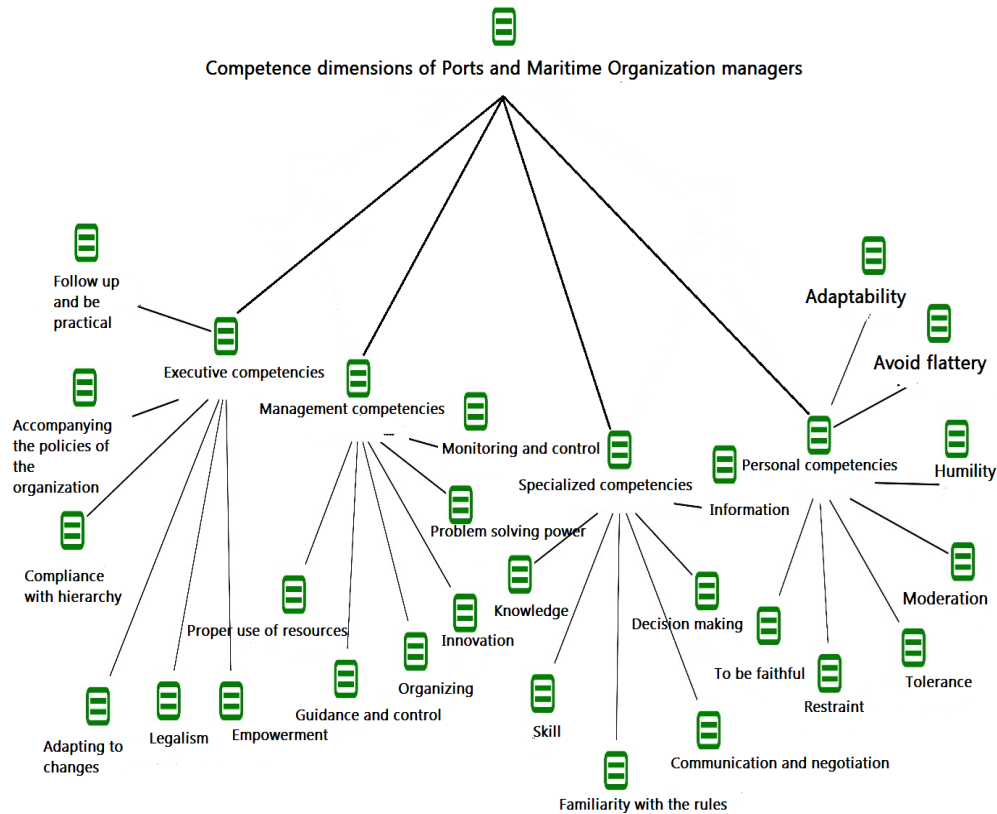 Competence dimensions of Ports and Maritime Organization managers
Follow up
and be
practical
Adaptability
Avoid flattery
Executive competencies
Management competencies
Accompanying
the policies of
the
organization
Monitoring and control
Specialized competencies
Personal competencies
Humility
Information
Problem solving power
Compliance
with hierarchy
Knowledge
Moderation
Proper use of resources
Innovation
Decision making
To be faithful
Tolerance
Organizing
Guidance and control
Restraint
Adapting to
changes
Legalism
Empowerment
Skill
Communication and negotiation
Familiarity with the rules